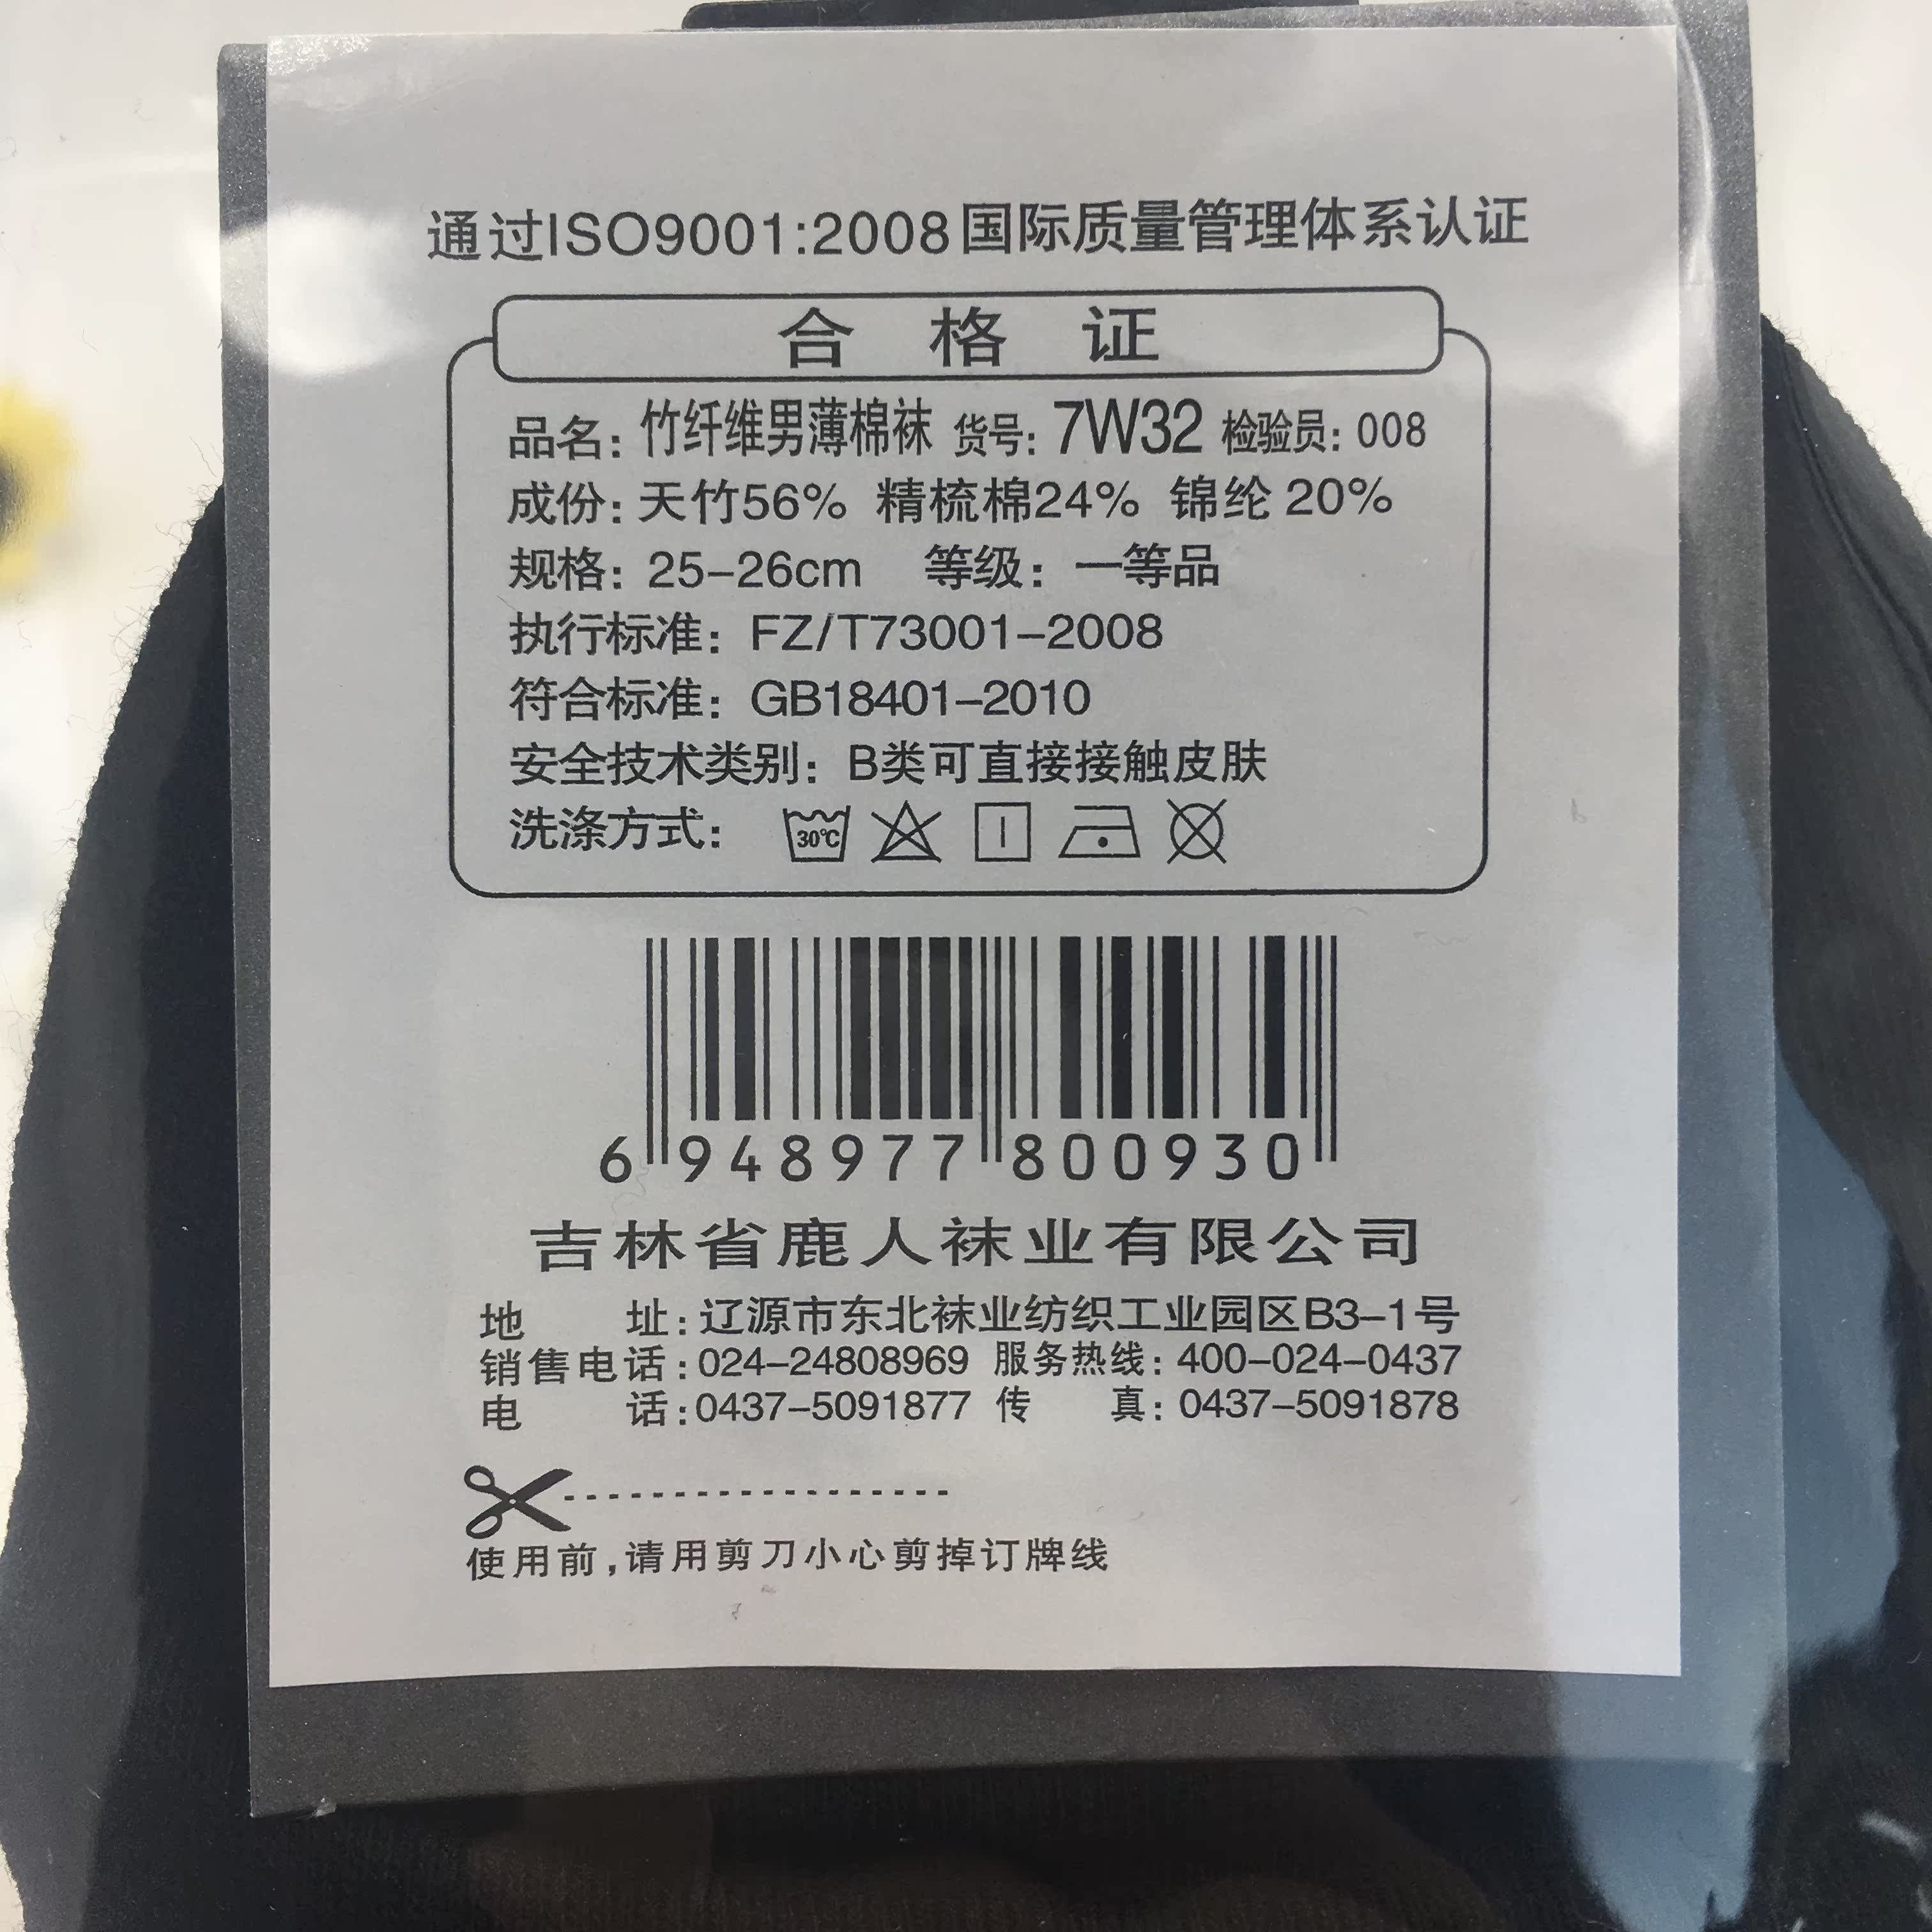 通过ISO9001:2008国际质量管理体系认证
合格证
品名: 竹纤维男薄棉袜 货号: 7W32 检验员: 008
成份: 天竹56% 精梳棉24% 锦纶 20%
规格: 25-26cm 等级: 一等品
执行标准: FZ/T73001-2008
符合标准: GB18401-2010
安全技术类别: B类可直接接触皮肤
洗涤方式: 30℃
6 948977 800930
吉林省鹿人袜业有限公司
地 址: 辽源市东北袜业纺织工业园区B3-1号
销售电话: 024-24808969 服务热线: 400-024-0437
电 话: 0437-5091877 传 真: 0437-5091878
使用前,请用剪刀小心剪掉订牌线